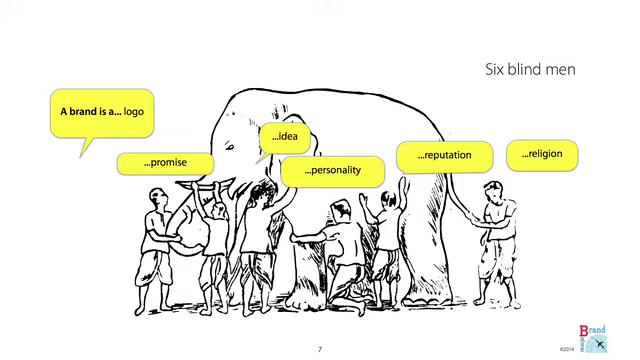 Six blind men
A brand is a... logo
...promise
...idea
...personality
...reputation
...religion
7
©2014
Brand